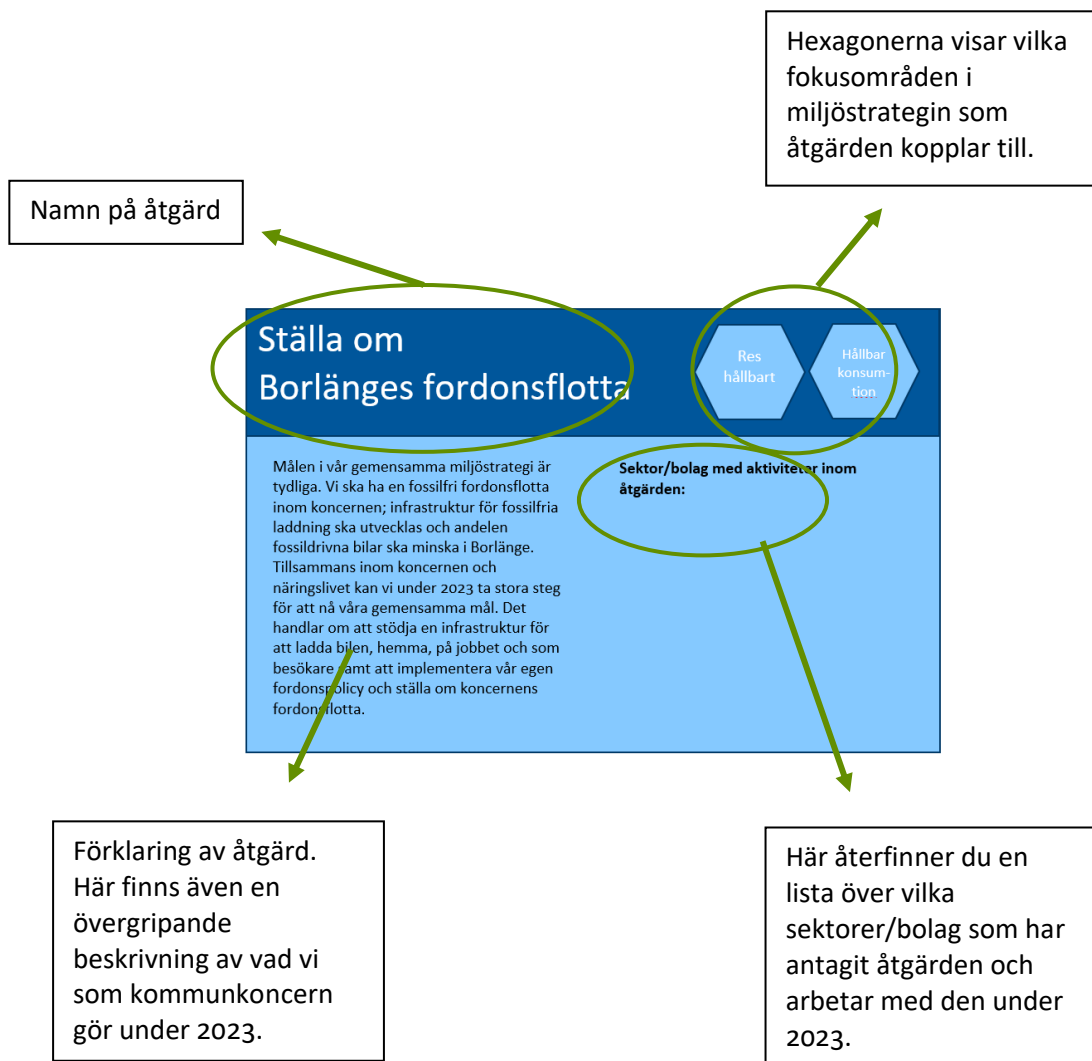 Hexagonerna visar vilka
fokusområden i
miljöstrategin som
åtgärden kopplar till.
Namn på åtgärd
Ställa om
Borlänges fordonsflotta
Res
hållbart
Hållbar
konsum-
tion
Målen i vår gemensamma miljöstrategi är
tydliga. Vi ska ha en fossilfri fordonsflotta
inom koncernen; infrastruktur för fossilfria
laddning ska utvecklas och andelen
fossildrivna bilar ska minska i Borlänge.
Tillsammans inom koncernen och
näringslivet kan vi under 2023 ta stora steg
för att nå våra gemensamma mål. Det
handlar om att stödja en infrastruktur för
att ladda bilen, hemma, på jobbet och som
besökare samt att implementera vår egen
fordonspolicy och ställa om koncernens
fordonsflotta.
Sektor/bolag med aktiviteter inom
åtgärden:
Förklaring av åtgärd.
Här finns även en
övergripande
beskrivning av vad vi
som kommunkoncern
gör under 2023.
Här återfinner du en
lista över vilka
sektorer/bolag som har
antagit åtgärden och
arbetar med den under
2023.